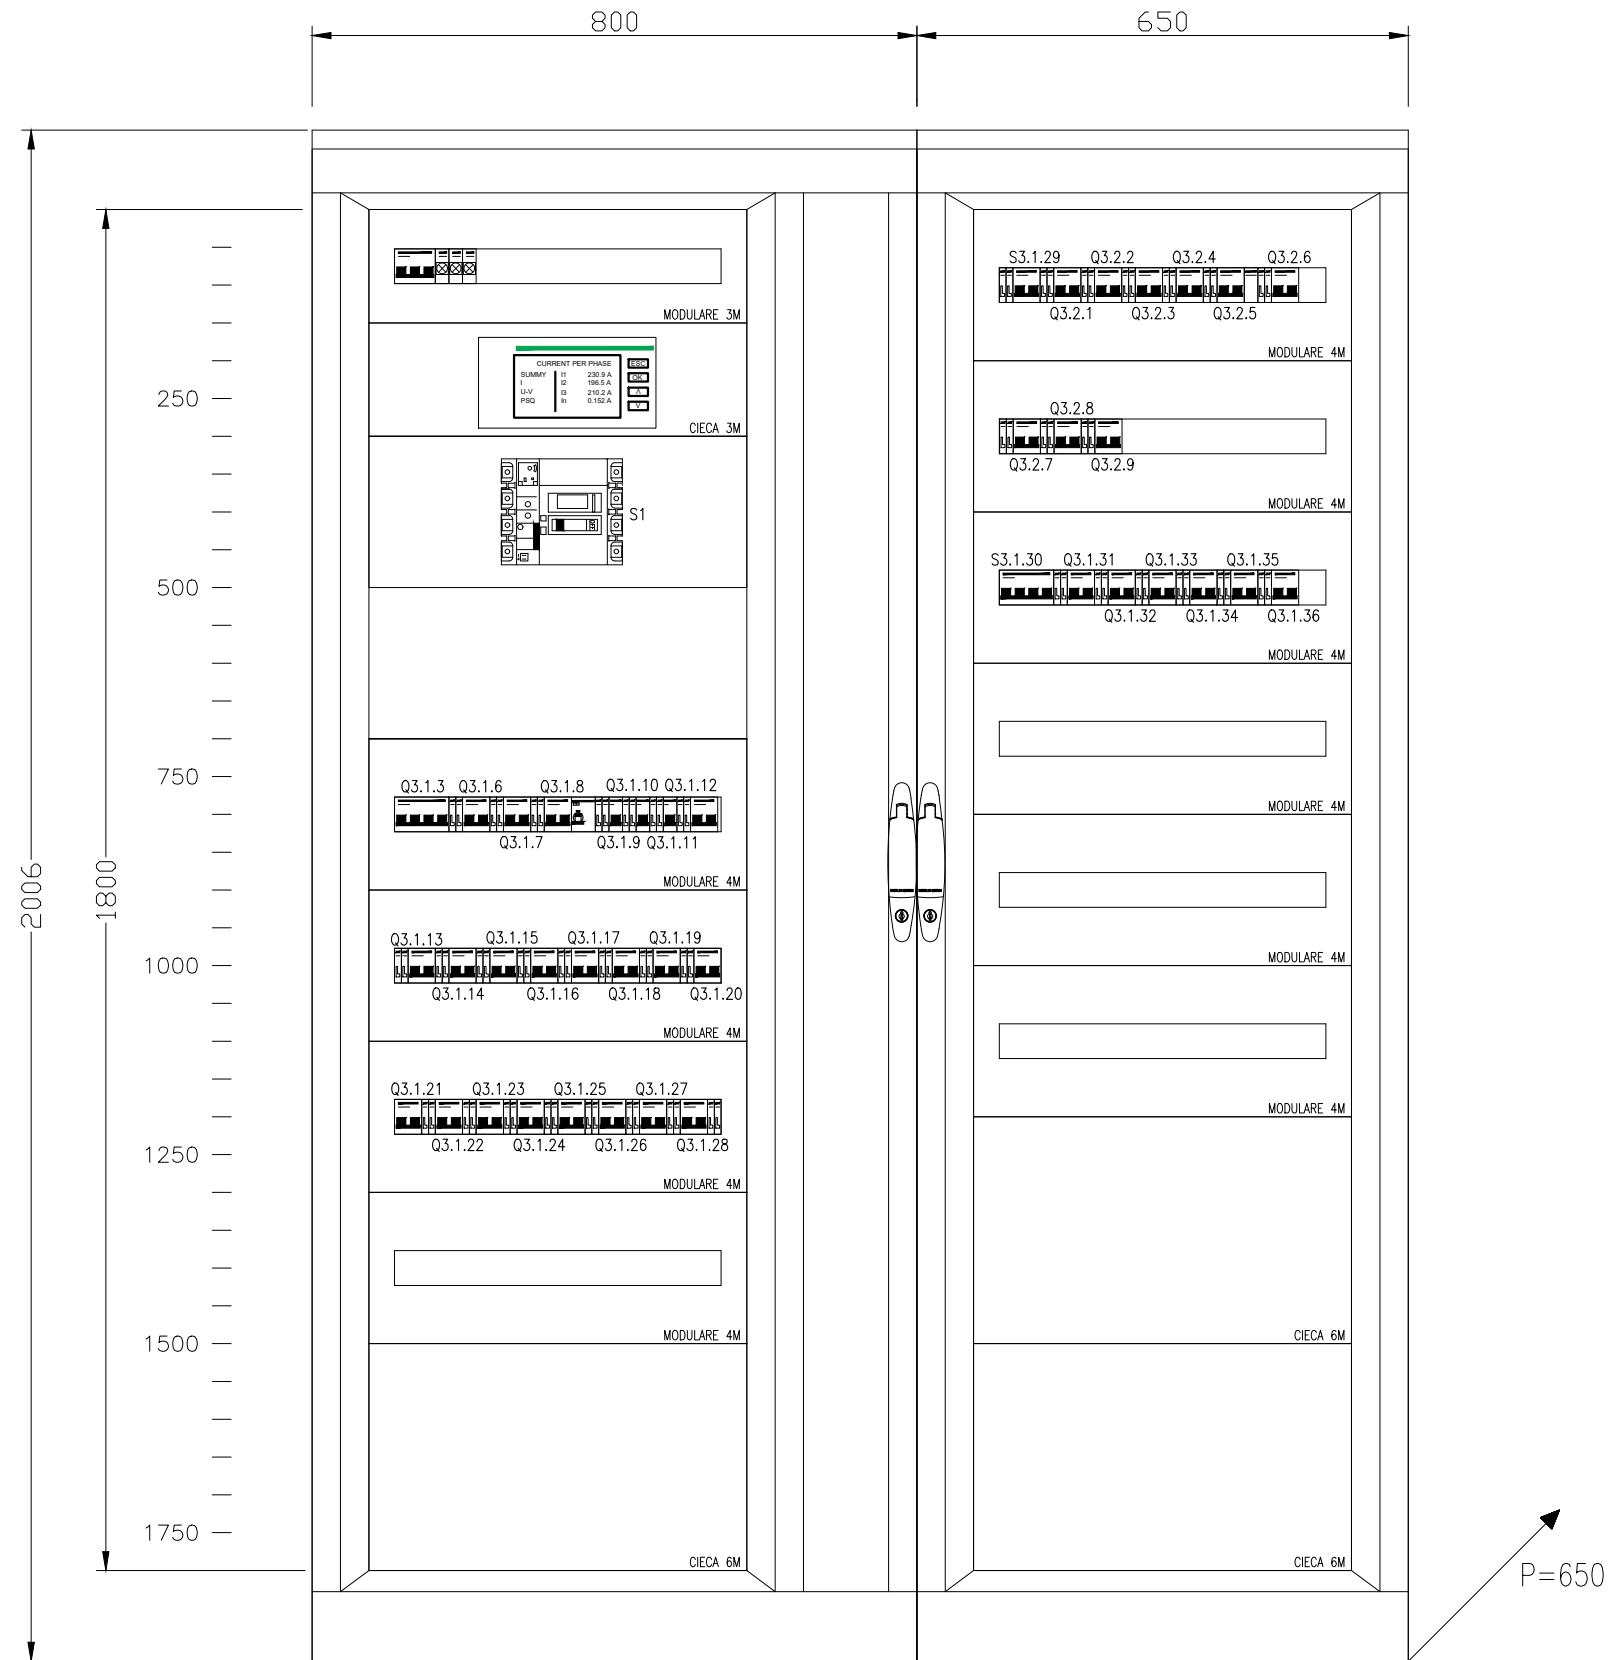 800
650
2006
1800
250
500
750
1000
1250
1500
1750
MODULARE 3M
CURRENT PER PHASE
SUMMY I1 230.9 A
I I2 196.5 A
U-V I3 210.2 A
PSQ In 0.152 A
ESC
OK
CIECA 3M
S1
Q3.1.3 Q3.1.6 Q3.1.8 Q3.1.10 Q3.1.12
Q3.1.7 Q3.1.9 Q3.1.11
MODULARE 4M
Q3.1.13 Q3.1.15 Q3.1.17 Q3.1.19
Q3.1.14 Q3.1.16 Q3.1.18 Q3.1.20
MODULARE 4M
Q3.1.21 Q3.1.23 Q3.1.25 Q3.1.27
Q3.1.22 Q3.1.24 Q3.1.26 Q3.1.28
MODULARE 4M
MODULARE 4M
CIECA 6M
S3.1.29 Q3.2.2 Q3.2.4 Q3.2.6
Q3.2.1 Q3.2.3 Q3.2.5
MODULARE 4M
Q3.2.8
Q3.2.7 Q3.2.9
MODULARE 4M
S3.1.30 Q3.1.31 Q3.1.33 Q3.1.35
Q3.1.32 Q3.1.34 Q3.1.36
MODULARE 4M
MODULARE 4M
MODULARE 4M
MODULARE 4M
CIECA 6M
CIECA 6M
P=650